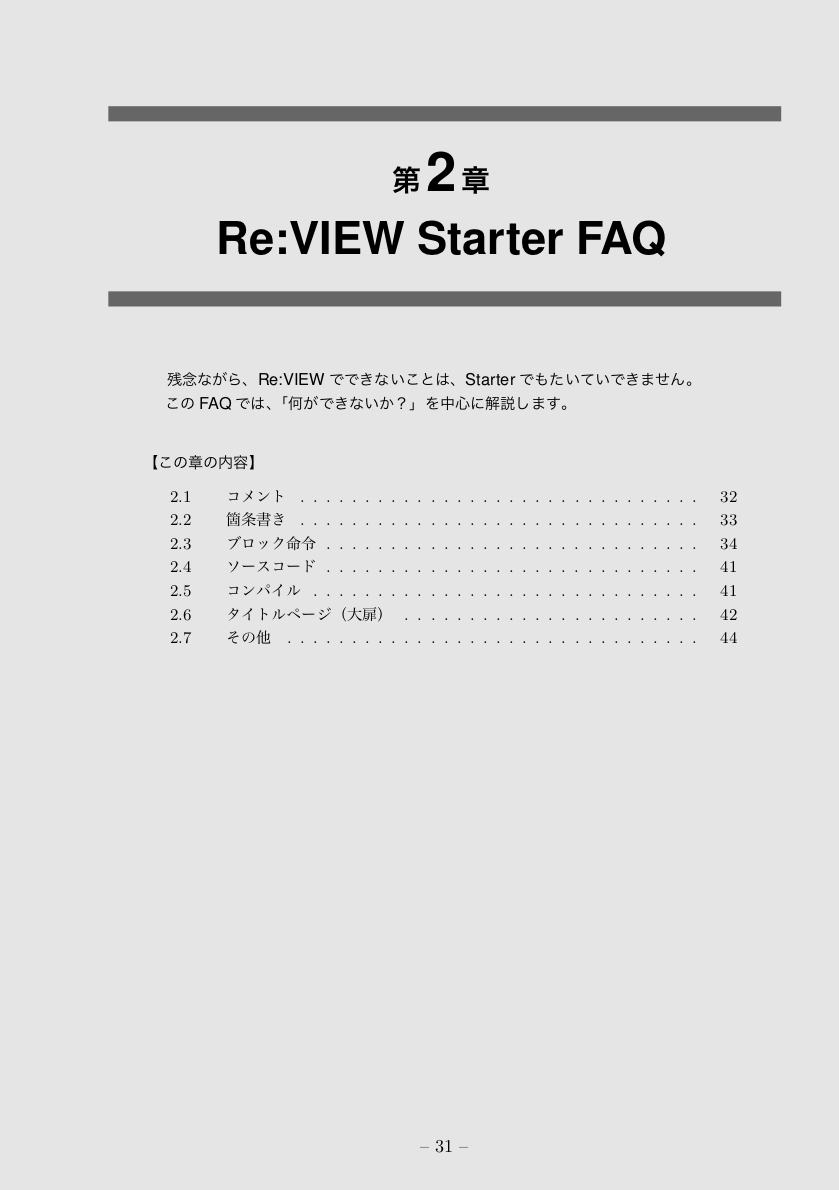 第2章
Re:VIEW Starter FAQ
残念ながら、Re:VIEW でできないことは、Starter でもたいていできません。
この FAQ では、「何ができないか？」を中心に解説します。
【この章の内容】
2.1 コメント . . . . . . . . . . . . . . . . . . . . . . . . . . . . . . . 32
2.2 箇条書き . . . . . . . . . . . . . . . . . . . . . . . . . . . . . . . 33
2.3 ブロック命令 . . . . . . . . . . . . . . . . . . . . . . . . . . . . . 34
2.4 ソースコード . . . . . . . . . . . . . . . . . . . . . . . . . . . . . 41
2.5 コンパイル . . . . . . . . . . . . . . . . . . . . . . . . . . . . . . 41
2.6 タイトルページ（大扉） . . . . . . . . . . . . . . . . . . . . . . . 42
2.7 その他 . . . . . . . . . . . . . . . . . . . . . . . . . . . . . . . . 44
– 31 –